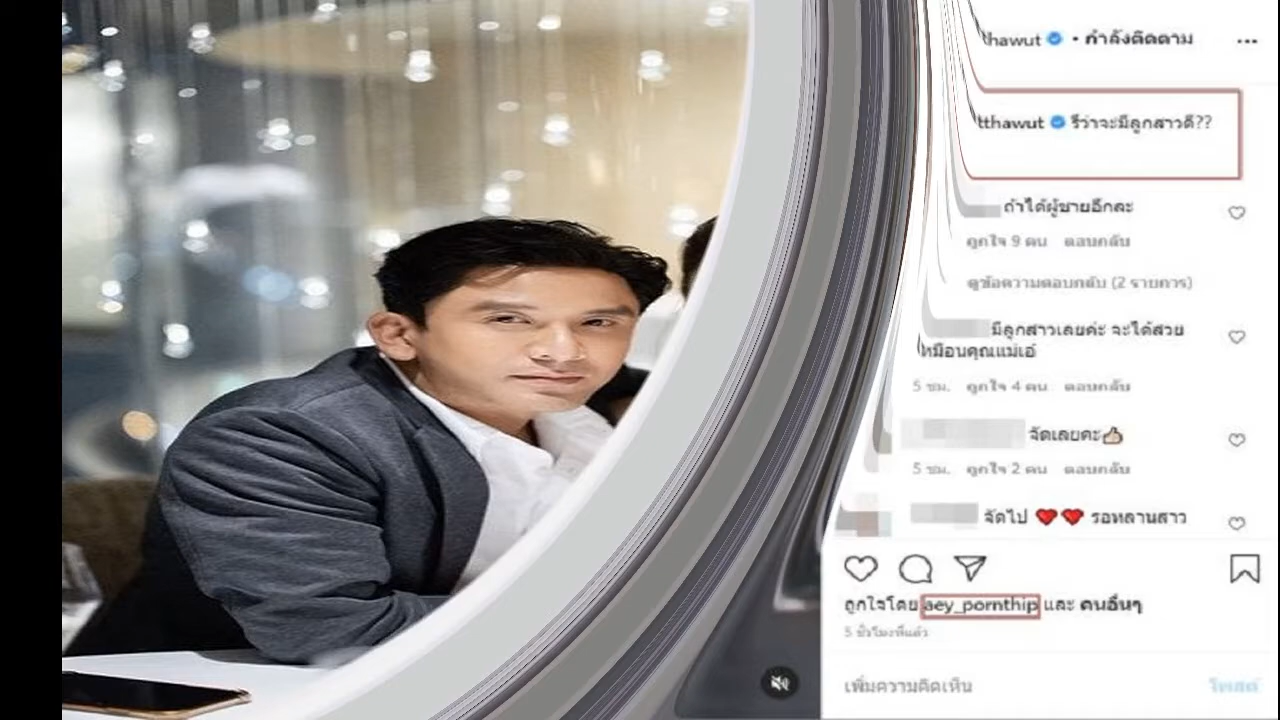 thawut • กำลังติดตาม
tthawut รึว่าจะมีลูกสาวดี??
ถ้าได้ผู้ชายอีกละ
ถูกใจ 9 คน ตอบกลับ
ดูข้อความตอบกลับ (2 รายการ)
มีลูกสาวเลยค่ะ จะได้สวย
เหมือนคุณแม่เอ๋
5 ชม. ถูกใจ 4 คน ตอบกลับ
จัดเลยคะ👍
5 ชม. ถูกใจ 2 คน ตอบกลับ
จัดไป ❤️❤️ รอหลานสาว
ถูกใจโดย aey_pornthip และ คนอื่นๆ
5 ชั่วโมงที่แล้ว
เพิ่มความคิดเห็น
โพสต์